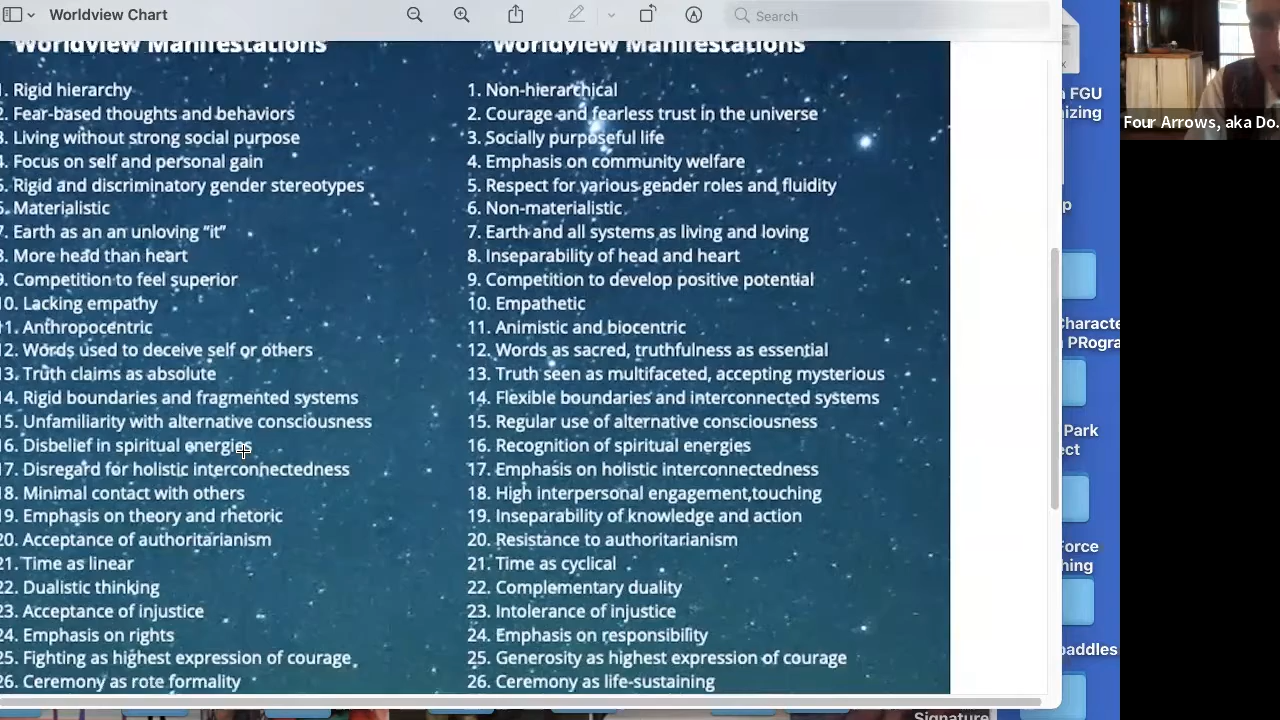 Worldview Chart
Search
Worldview Manifestations
1. Rigid hierarchy
2. Fear-based thoughts and behaviors
3. Living without strong social purpose
4. Focus on self and personal gain
5. Rigid and discriminatory gender stereotypes
6. Materialistic
7. Earth as an an unloving “it”
8. More head than heart
9. Competition to feel superior
10. Lacking empathy
11. Anthropocentric
12. Words used to deceive self or others
13. Truth claims as absolute
14. Rigid boundaries and fragmented systems
15. Unfamiliarity with alternative consciousness
16. Disbelief in spiritual energies
17. Disregard for holistic interconnectedness
18. Minimal contact with others
19. Emphasis on theory and rhetoric
20. Acceptance of authoritarianism
21. Time as linear
22. Dualistic thinking
23. Acceptance of injustice
24. Emphasis on rights
25. Fighting as highest expression of courage
26. Ceremony as rote formality
Worldview Manifestations
1. Non-hierarchical
2. Courage and fearless trust in the universe
3. Socially purposeful life
4. Emphasis on community welfare
5. Respect for various gender roles and fluidity
6. Non-materialistic
7. Earth and all systems as living and loving
8. Inseparability of head and heart
9. Competition to develop positive potential
10. Empathetic
11. Animistic and biocentric
12. Words as sacred, truthfulness as essential
13. Truth seen as multifaceted, accepting mysterious
14. Flexible boundaries and interconnected systems
15. Regular use of alternative consciousness
16. Recognition of spiritual energies
17. Emphasis on holistic interconnectedness
18. High interpersonal engagement,touching
19. Inseparability of knowledge and action
20. Resistance to authoritarianism
21. Time as cyclical
22. Complementary duality
23. Intolerance of injustice
24. Emphasis on responsibility
25. Generosity as highest expression of courage
26. Ceremony as life-sustaining
FGU
Park
Force
Signature
Four Arrows, aka Do.